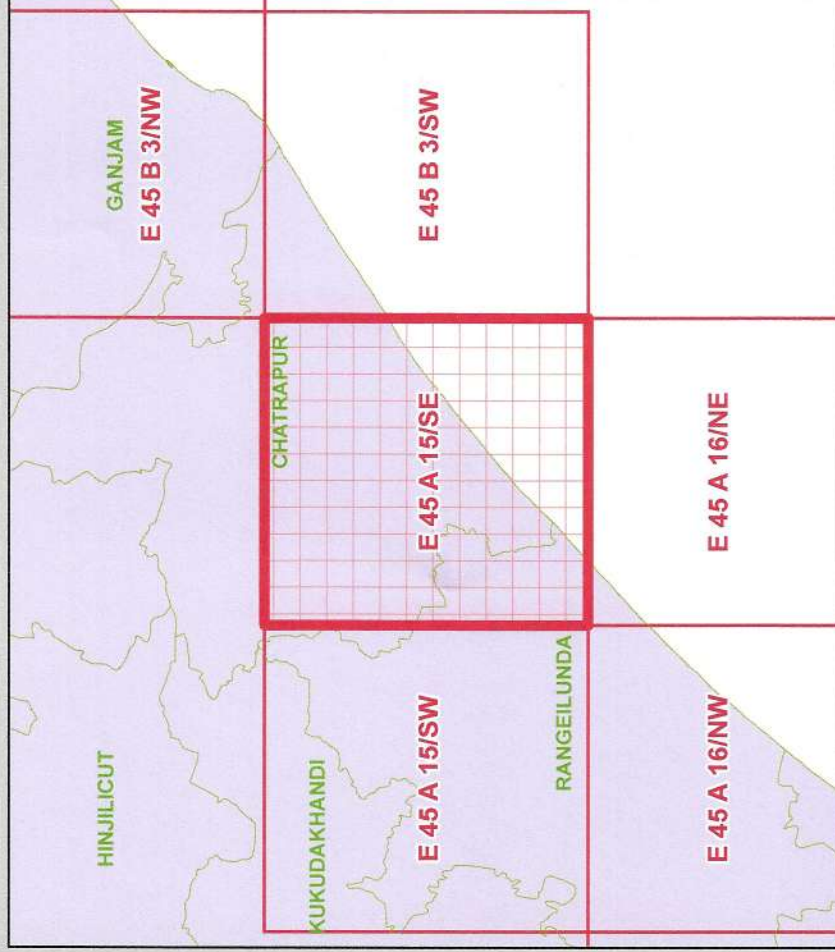 HINJILICUT
GANJAM
E 45 B 3/NW
CHATRAPUR
KUKUDAKHANDI
E 45 A 15/SW
E 45 A 15/SE
E 45 B 3/SW
RANGEILUNDA
E 45 A 16/NW
E 45 A 16/NE